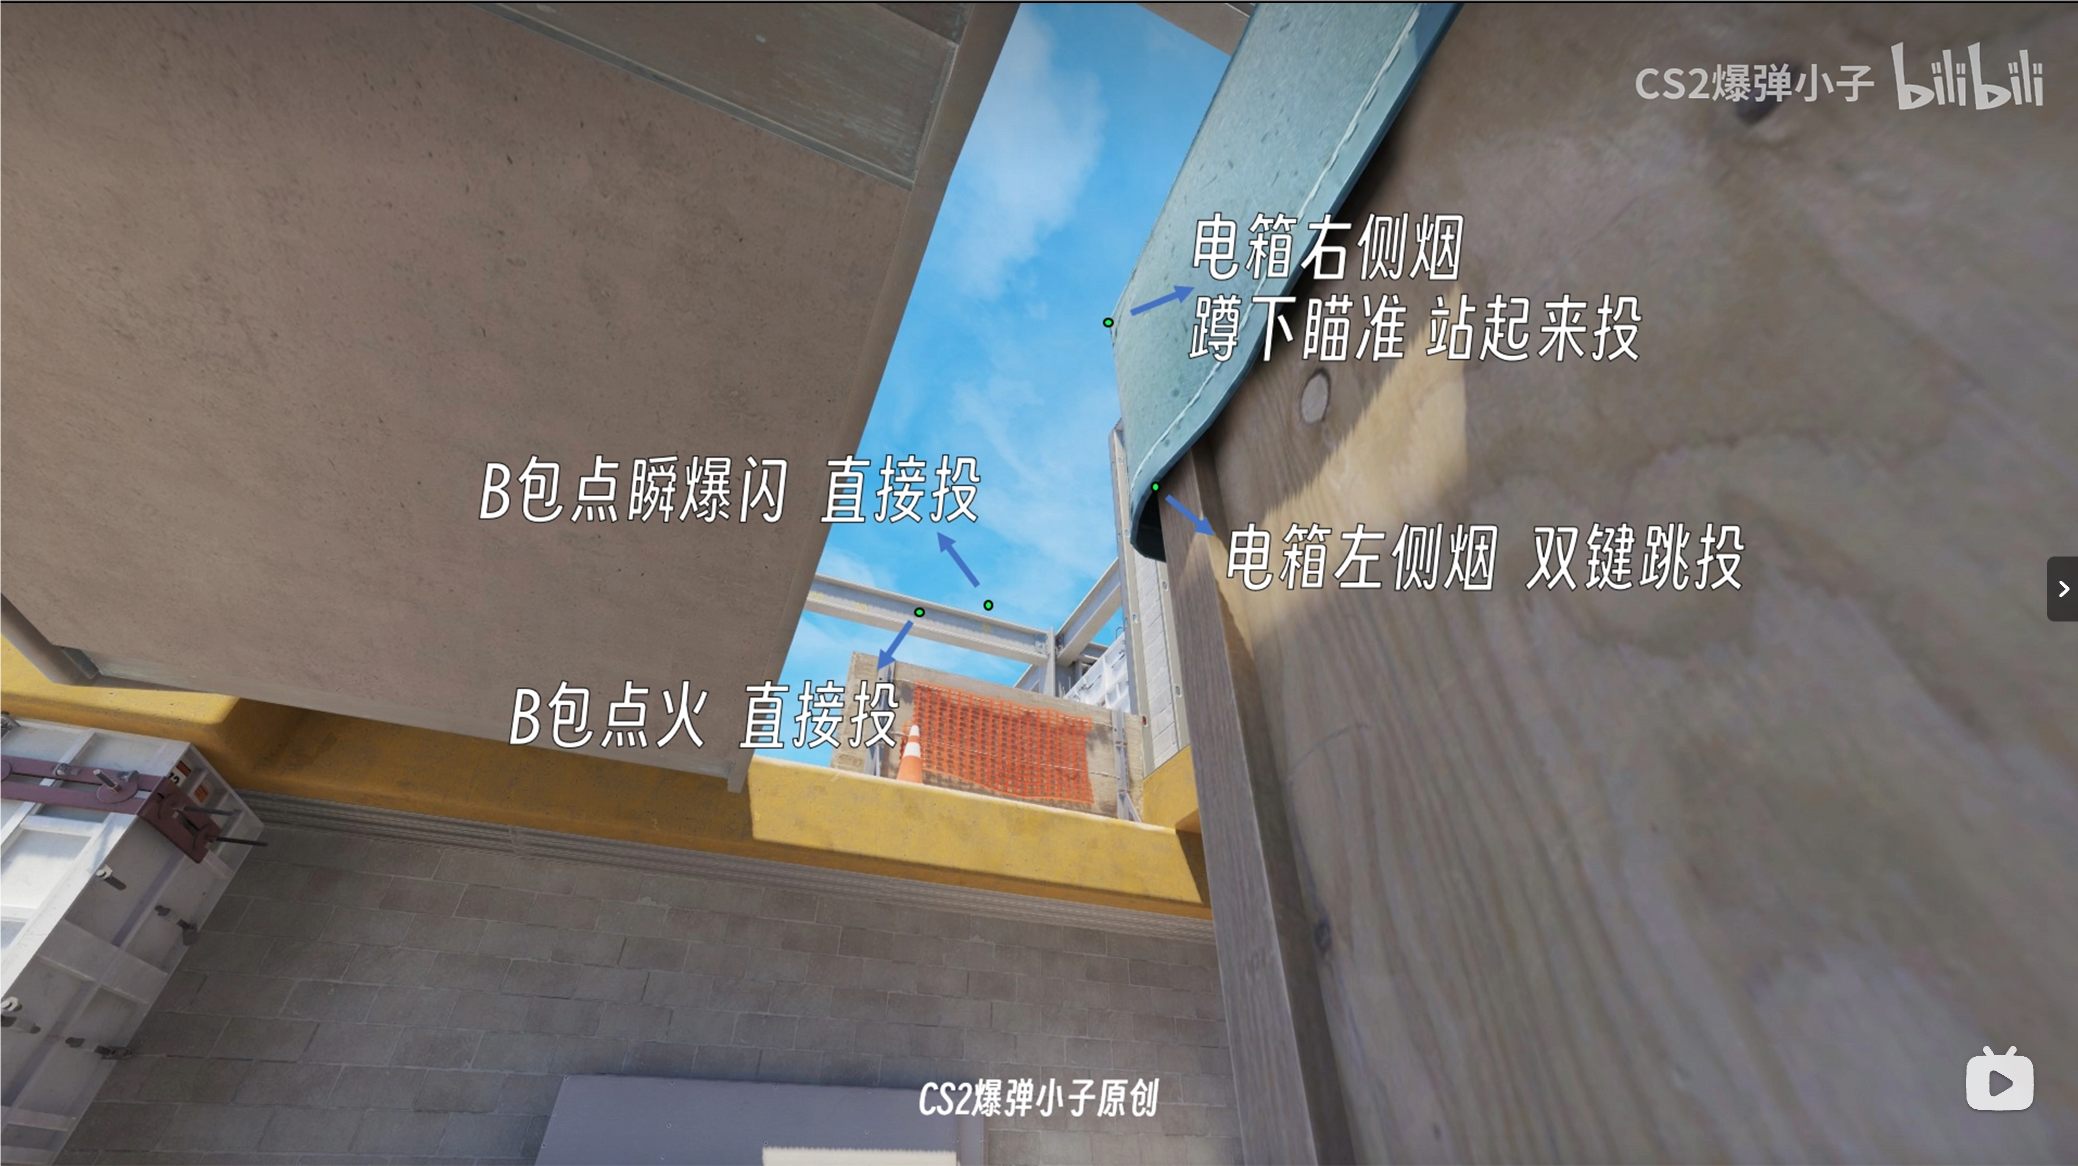 CS2爆弹小子 bilibili
电箱右侧烟
蹲下瞄准 站起来投
B包点瞬爆闪 直接投
电箱左侧烟 双键跳投
B包点火 直接投
CS2爆弹小子原创